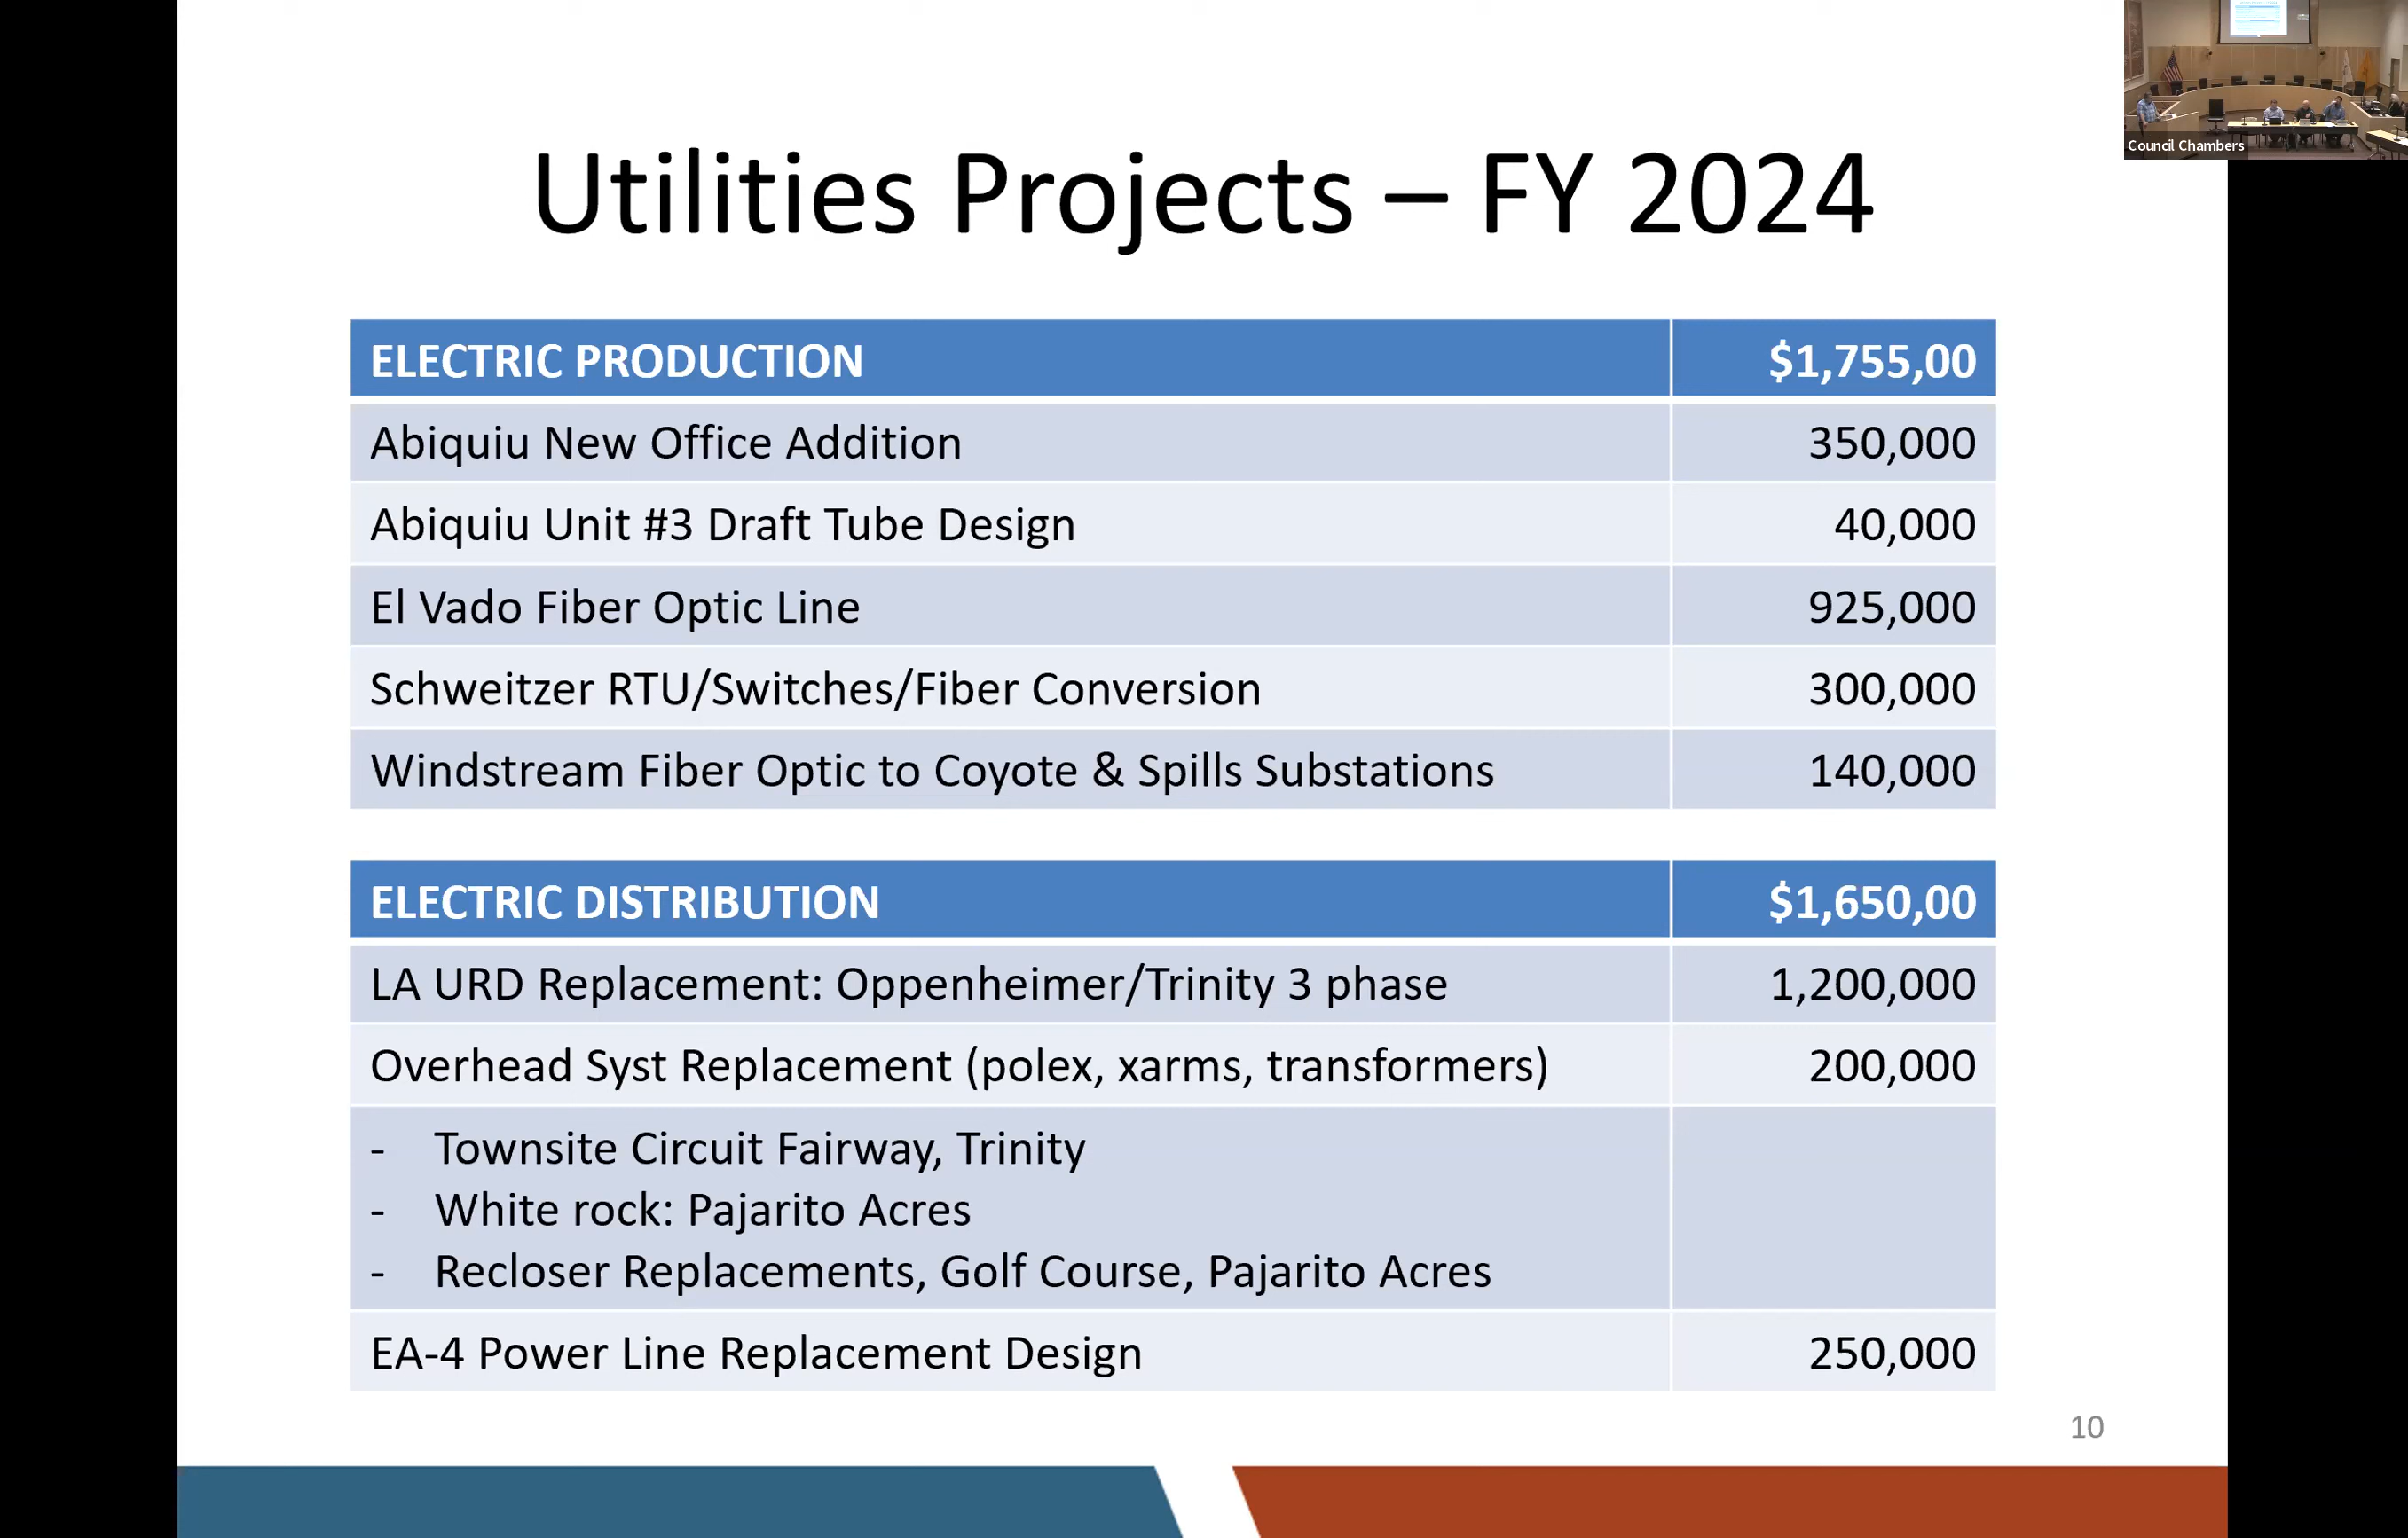 Utilities Projects – FY 2024
Council Chambers
ELECTRIC PRODUCTION $1,755,00
Abiquiu New Office Addition 350,000
Abiquiu Unit #3 Draft Tube Design 40,000
El Vado Fiber Optic Line 925,000
Schweitzer RTU/Switches/Fiber Conversion 300,000
Windstream Fiber Optic to Coyote & Spills Substations 140,000
ELECTRIC DISTRIBUTION $1,650,00
LA URD Replacement: Oppenheimer/Trinity 3 phase 1,200,000
Overhead Syst Replacement (polex, xarms, transformers) 200,000
- Townsite Circuit Fairway, Trinity
- White rock: Pajarito Acres
- Recloser Replacements, Golf Course, Pajarito Acres
EA-4 Power Line Replacement Design 250,000
10